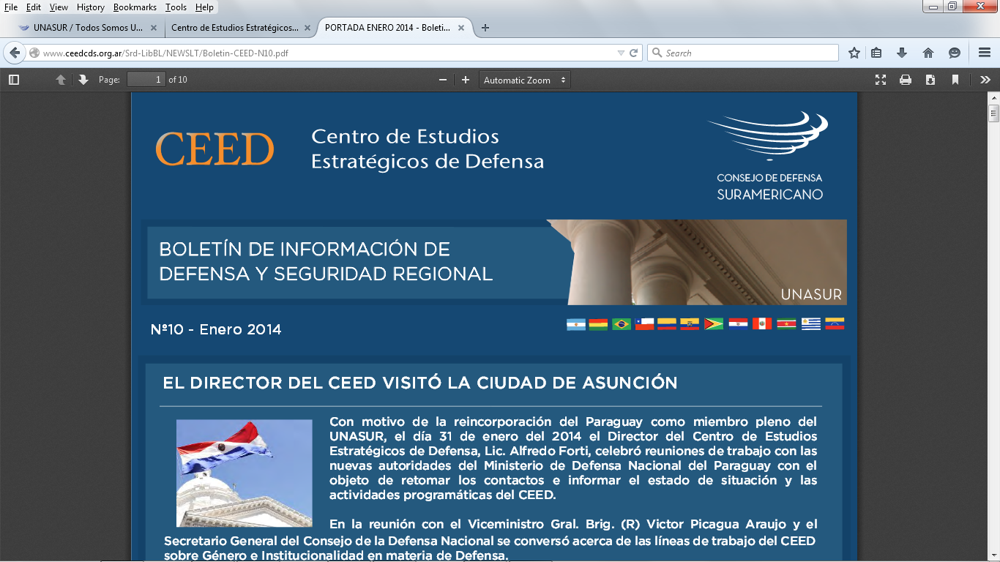 File Edit View History Bookmarks Tools Help
UNASUR / Todos Somos U... × Centro de Estudios Estratégicos... × PORTADA ENERO 2014 - Boleti... × +
www.ceedcds.org.ar/Srd-LibBL/NEWSLT/Boletin-CEED-N10.pdf Search
Page: 1 of 10 Automatic Zoom
CEED
Centro de Estudios
Estratégicos de Defensa
CONSEJO DE DEFENSA
SURAMERICANO
BOLETÍN DE INFORMACIÓN DE
DEFENSA Y SEGURIDAD REGIONAL
UNASUR
Nº10 - Enero 2014
EL DIRECTOR DEL CEED VISITÓ LA CIUDAD DE ASUNCIÓN
Con motivo de la reincorporación del Paraguay como miembro pleno del
UNASUR, el día 31 de enero del 2014 el Director del Centro de Estudios
Estratégicos de Defensa, Lic. Alfredo Forti, celebró reuniones de trabajo con las
nuevas autoridades del Ministerio de Defensa Nacional del Paraguay con el
objeto de retomar los contactos e informar el estado de situación y las
actividades programáticas del CEED.
En la reunión con el Viceministro Gral. Brig. (R) Victor Picagua Araujo y el
Secretario General del Consejo de la Defensa Nacional se conversó acerca de las líneas de trabajo del CEED
sobre Género e Institucionalidad en materia de Defensa.